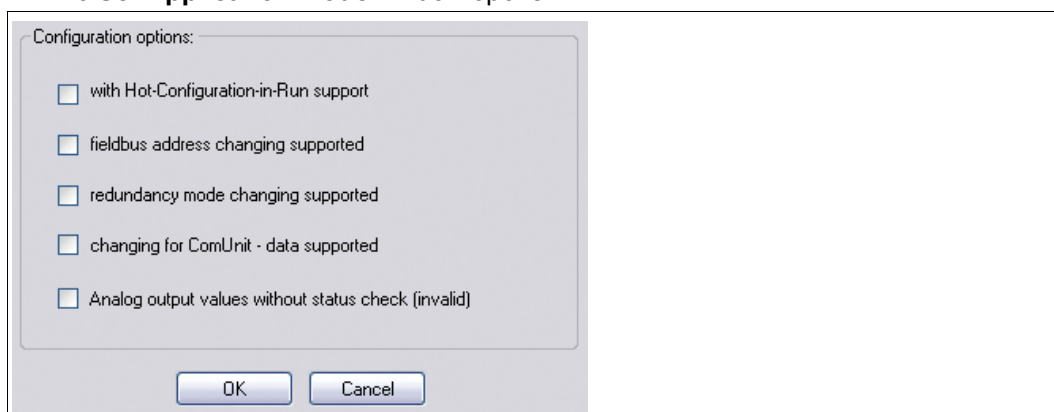 Configuration options:
with Hot-Configuration-in-Run support
fieldbus address changing supported
redundancy mode changing supported
changing for ComUnit - data supported
Analog output values without status check (invalid)
OK
Cancel